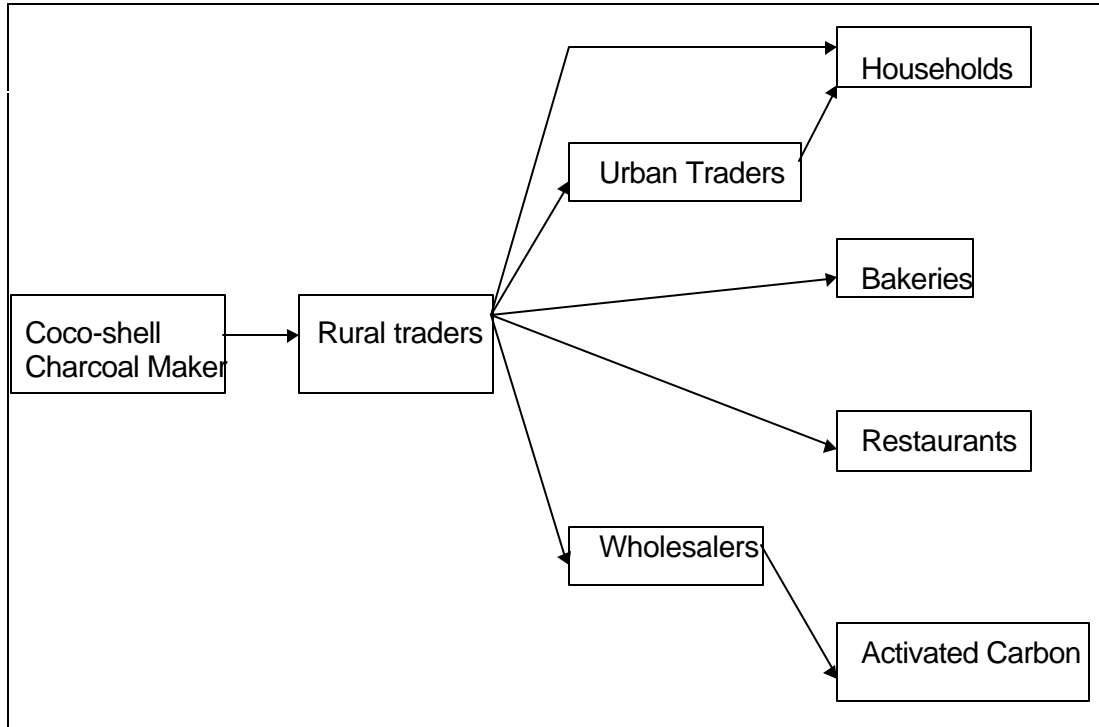 Households
Urban Traders
Bakeries
Coco-shell
Charcoal Maker
Rural traders
Restaurants
Wholesalers
Activated Carbon